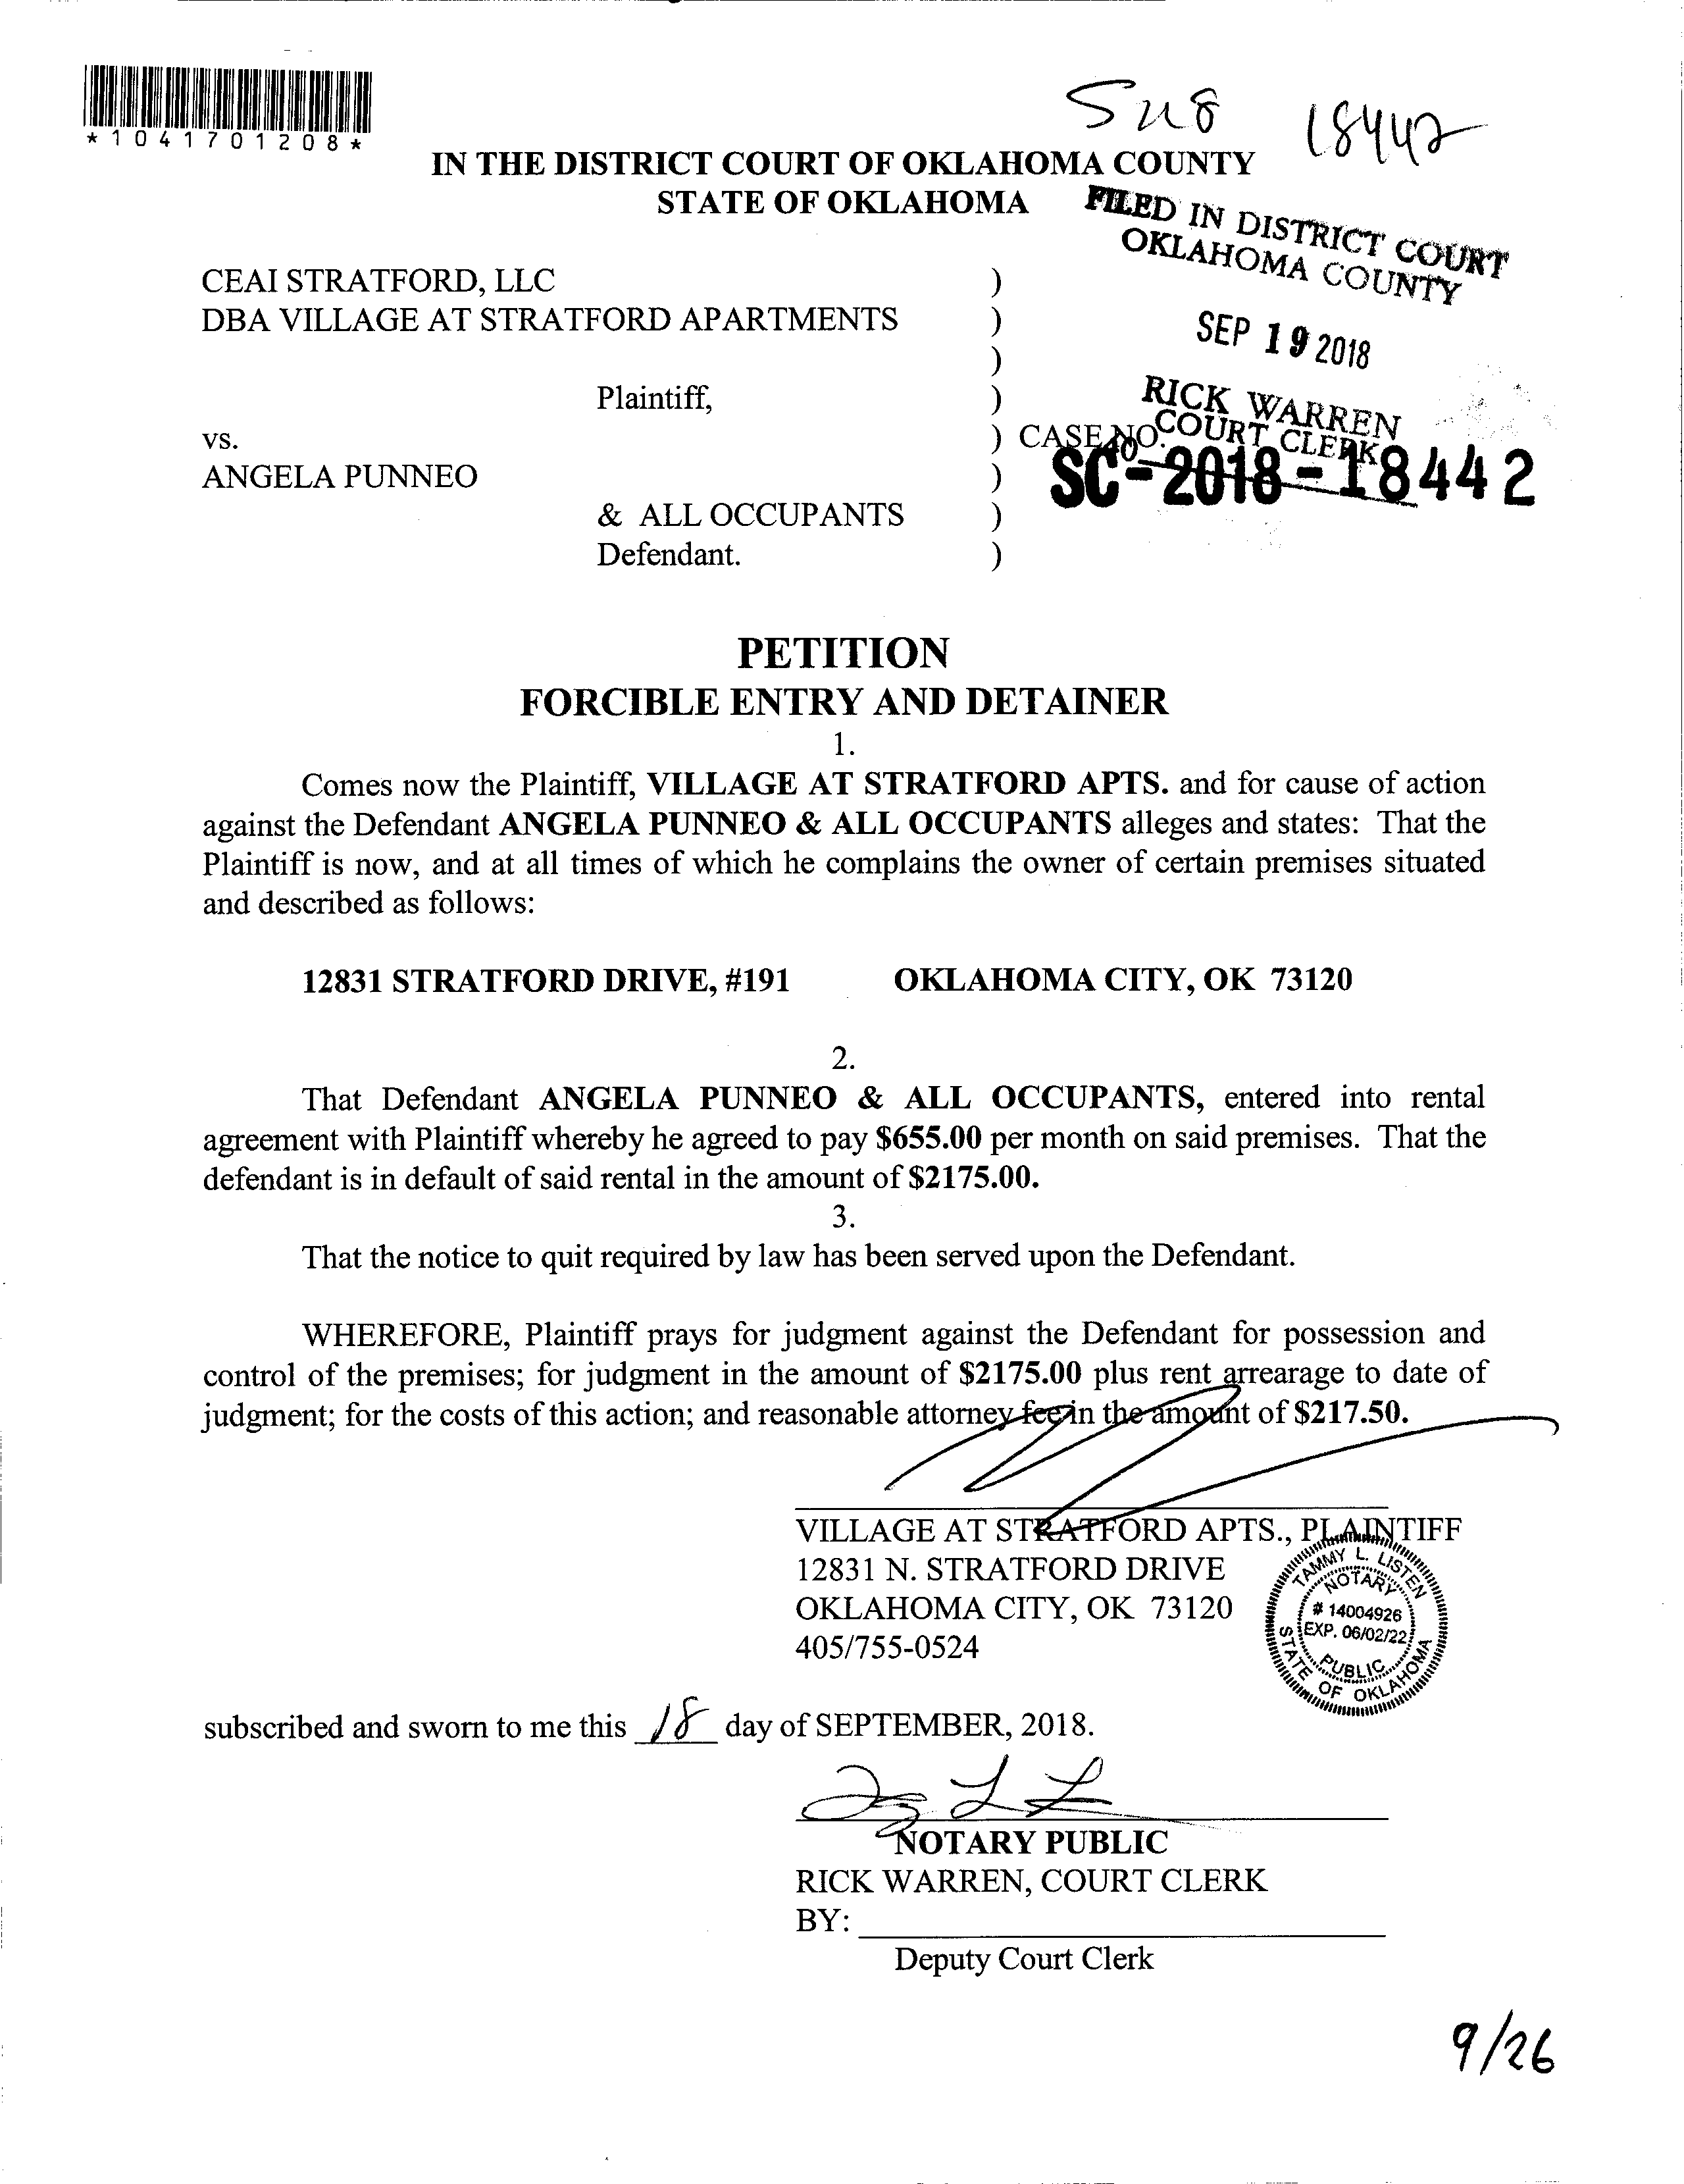 *1041701208*
18442
IN THE DISTRICT COURT OF OKLAHOMA COUNTY
STATE OF OKLAHOMA
FILED IN DISTRICT COURT
OKLAHOMA COUNTY
SEP 19 2018
RICK WARREN
COURT CLERK
CEAI STRATFORD, LLC )
DBA VILLAGE AT STRATFORD APARTMENTS )
)
Plaintiff, )
vs. ) CASE NO.
SC-2018-18442
ANGELA PUNNEO )
& ALL OCCUPANTS )
Defendant. )
PETITION
FORCIBLE ENTRY AND DETAINER
1.
Comes now the Plaintiff, VILLAGE AT STRATFORD APTS. and for cause of action
against the Defendant ANGELA PUNNEO & ALL OCCUPANTS alleges and states: That the
Plaintiff is now, and at all times of which he complains the owner of certain premises situated
and described as follows:
12831 STRATFORD DRIVE, #191 OKLAHOMA CITY, OK 73120
2.
That Defendant ANGELA PUNNEO & ALL OCCUPANTS, entered into rental
agreement with Plaintiff whereby he agreed to pay $655.00 per month on said premises. That the
defendant is in default of said rental in the amount of $2175.00.
3.
That the notice to quit required by law has been served upon the Defendant.
WHEREFORE, Plaintiff prays for judgment against the Defendant for possession and
control of the premises; for judgment in the amount of $2175.00 plus rent arrearage to date of
judgment; for the costs of this action; and reasonable attorney fee in the amount of $217.50.
VILLAGE AT STRATFORD APTS., PLAINTIFF
12831 N. STRATFORD DRIVE
OKLAHOMA CITY, OK 73120
405/755-0524
TAMMY L. LISTEN
NOTARY
# 14004926
EXP. 06/02/22
PUBLIC
STATE OF OKLAHOMA
subscribed and sworn to me this 18 day of SEPTEMBER, 2018.
NOTARY PUBLIC
RICK WARREN, COURT CLERK
BY:
Deputy Court Clerk
9/26